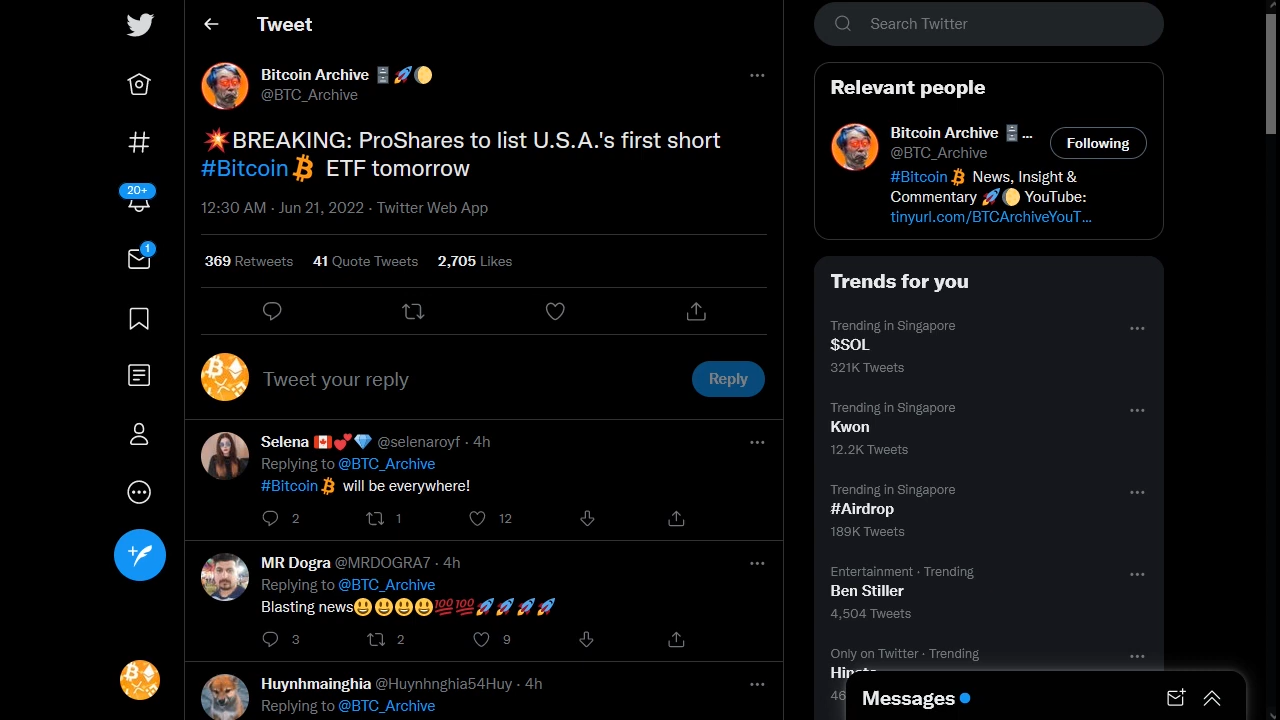 Tweet
Bitcoin Archive 🗄️🚀🌔
@BTC_Archive
💥BREAKING: ProShares to list U.S.A.'s first short
#Bitcoin ETF tomorrow
12:30 AM · Jun 21, 2022 · Twitter Web App
369 Retweets 41 Quote Tweets 2,705 Likes
Tweet your reply
Reply
Selena 🇨🇦💕💎 @selenaroyf · 4h
Replying to @BTC_Archive
#Bitcoin will be everywhere!
2 1 12
MR Dogra @MRDOGRA7 · 4h
Replying to @BTC_Archive
Blasting news😃😃😃😃💯💯🚀🚀🚀🚀
3 2 9
Huynhmainghia @Huynhnghia54Huy · 4h
Replying to @BTC_Archive
20+
1
Search Twitter
Relevant people
Bitcoin Archive 🗄️ ...
@BTC_Archive
Following
#Bitcoin News, Insight &
Commentary 🚀🌔 YouTube:
tinyurl.com/BTCArchiveYouT...
Trends for you
Trending in Singapore
$SOL
321K Tweets
Trending in Singapore
Kwon
12.2K Tweets
Trending in Singapore
#Airdrop
189K Tweets
Entertainment · Trending
Ben Stiller
4,504 Tweets
Only on Twitter · Trending
Messages